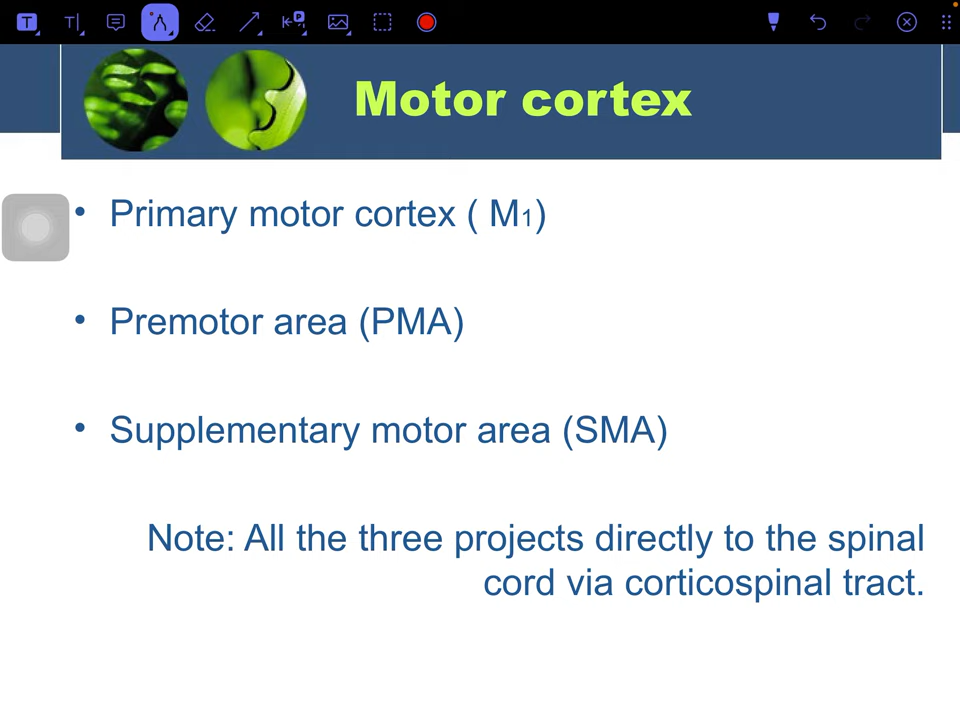 Motor cortex
• Primary motor cortex ( M₁)
• Premotor area (PMA)
• Supplementary motor area (SMA)
Note: All the three projects directly to the spinal
cord via corticospinal tract.